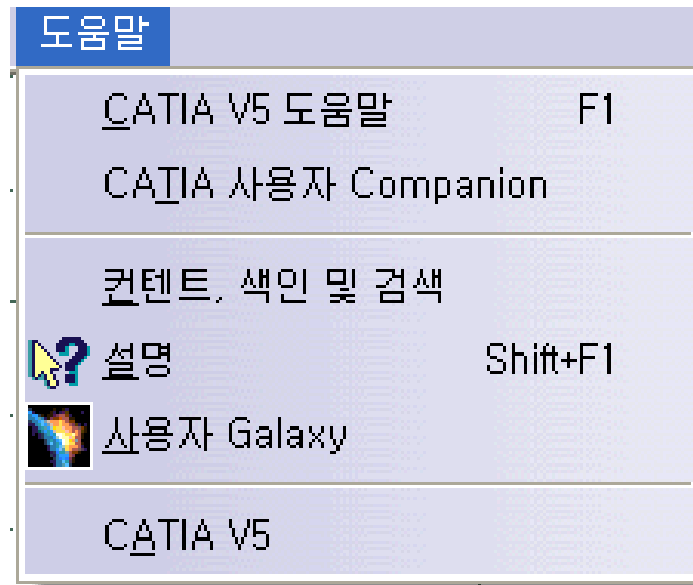 도움말
CATIA V5 도움말 F1
CATIA 사용자 Companion
컨텐트, 색인 및 검색
설명 Shift+F1
사용자 Galaxy
CATIA V5